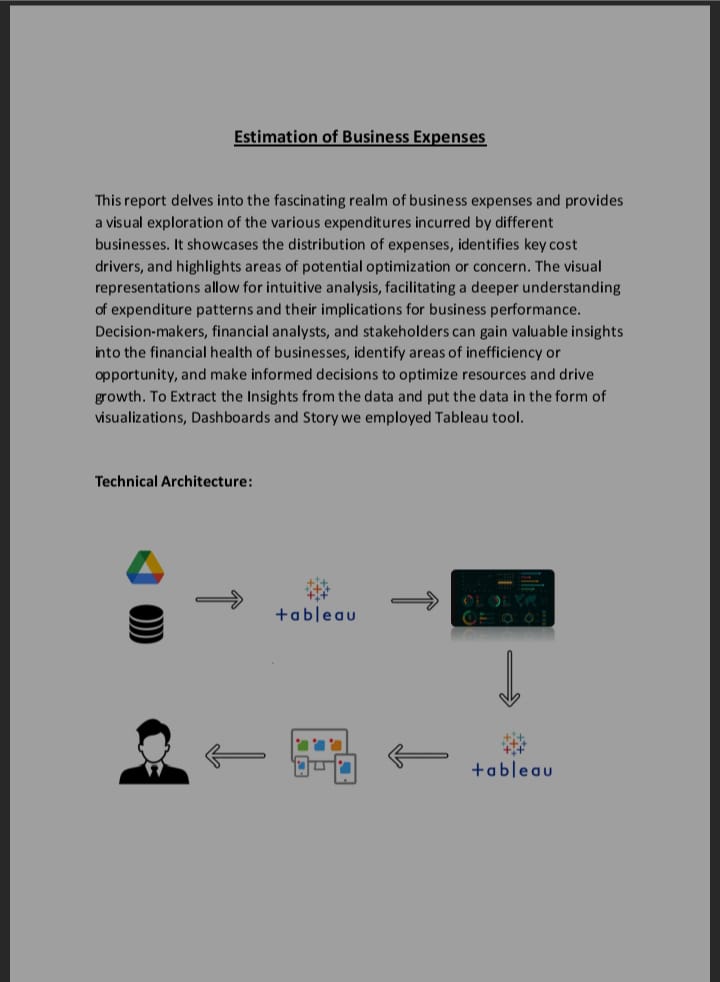 Estimation of Business Expenses
This report delves into the fascinating realm of business expenses and provides
a visual exploration of the various expenditures incurred by different
businesses. It showcases the distribution of expenses, identifies key cost
drivers, and highlights areas of potential optimization or concern. The visual
representations allow for intuitive analysis, facilitating a deeper understanding
of expenditure patterns and their implications for business performance.
Decision-makers, financial analysts, and stakeholders can gain valuable insights
into the financial health of businesses, identify areas of inefficiency or
opportunity, and make informed decisions to optimize resources and drive
growth. To Extract the Insights from the data and put the data in the form of
visualizations, Dashboards and Story we employed Tableau tool.
Technical Architecture:
+ableau
+ableau